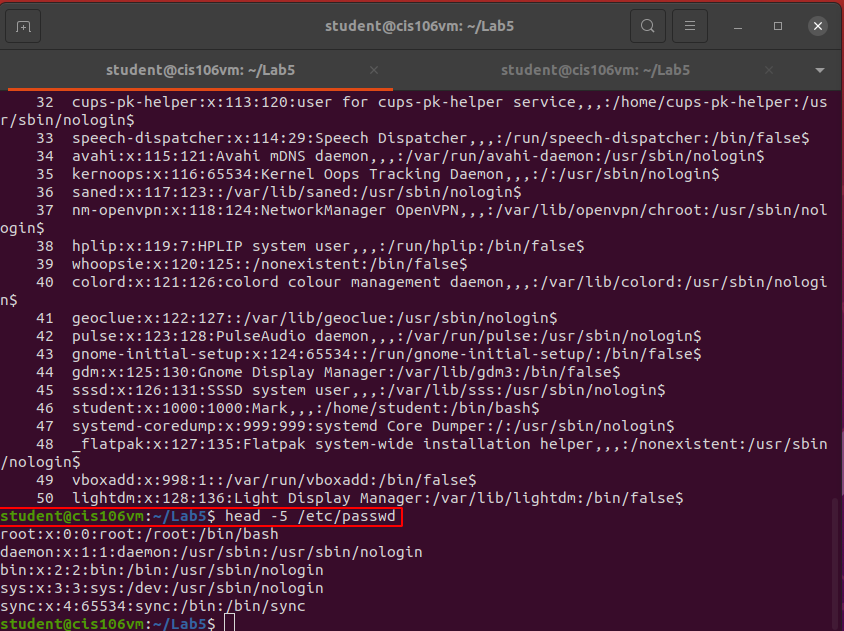 student@cis106vm: ~/Lab5
student@cis106vm: ~/Lab5
student@cis106vm: ~/Lab5
    32  cups-pk-helper:x:113:120:user for cups-pk-helper service,,,:/home/cups-pk-helper:/us
r/sbin/nologin$
    33  speech-dispatcher:x:114:29:Speech Dispatcher,,,:/run/speech-dispatcher:/bin/false$
    34  avahi:x:115:121:Avahi mDNS daemon,,,:/var/run/avahi-daemon:/usr/sbin/nologin$
    35  kernoops:x:116:65534:Kernel Oops Tracking Daemon,,,:/:/usr/sbin/nologin$
    36  saned:x:117:123::/var/lib/saned:/usr/sbin/nologin$
    37  nm-openvpn:x:118:124:NetworkManager OpenVPN,,,:/var/lib/openvpn/chroot:/usr/sbin/nol
ogin$
    38  hplip:x:119:7:HPLIP system user,,,:/run/hplip:/bin/false$
    39  whoopsie:x:120:125::/nonexistent:/bin/false$
    40  colord:x:121:126:colord colour management daemon,,,:/var/lib/colord:/usr/sbin/nologi
n$
    41  geoclue:x:122:127::/var/lib/geoclue:/usr/sbin/nologin$
    42  pulse:x:123:128:PulseAudio daemon,,,:/var/run/pulse:/usr/sbin/nologin$
    43  gnome-initial-setup:x:124:65534::/run/gnome-initial-setup/:/bin/false$
    44  gdm:x:125:130:Gnome Display Manager:/var/lib/gdm3:/bin/false$
    45  sssd:x:126:131:SSSD system user,,,:/var/lib/sss:/usr/sbin/nologin$
    46  student:x:1000:1000:Mark,,,:/home/student:/bin/bash$
    47  systemd-coredump:x:999:999:systemd Core Dumper:/:/usr/sbin/nologin$
    48  _flatpak:x:127:135:Flatpak system-wide installation helper,,,:/nonexistent:/usr/sbin
/nologin$
    49  vboxadd:x:998:1::/var/run/vboxadd:/bin/false$
    50  lightdm:x:128:136:Light Display Manager:/var/lib/lightdm:/bin/false$
student@cis106vm:~/Lab5$ head -5 /etc/passwd
root:x:0:0:root:/root:/bin/bash
daemon:x:1:1:daemon:/usr/sbin:/usr/sbin/nologin
bin:x:2:2:bin:/bin:/usr/sbin/nologin
sys:x:3:3:sys:/dev:/usr/sbin/nologin
sync:x:4:65534:sync:/bin:/bin/sync
student@cis106vm:~/Lab5$